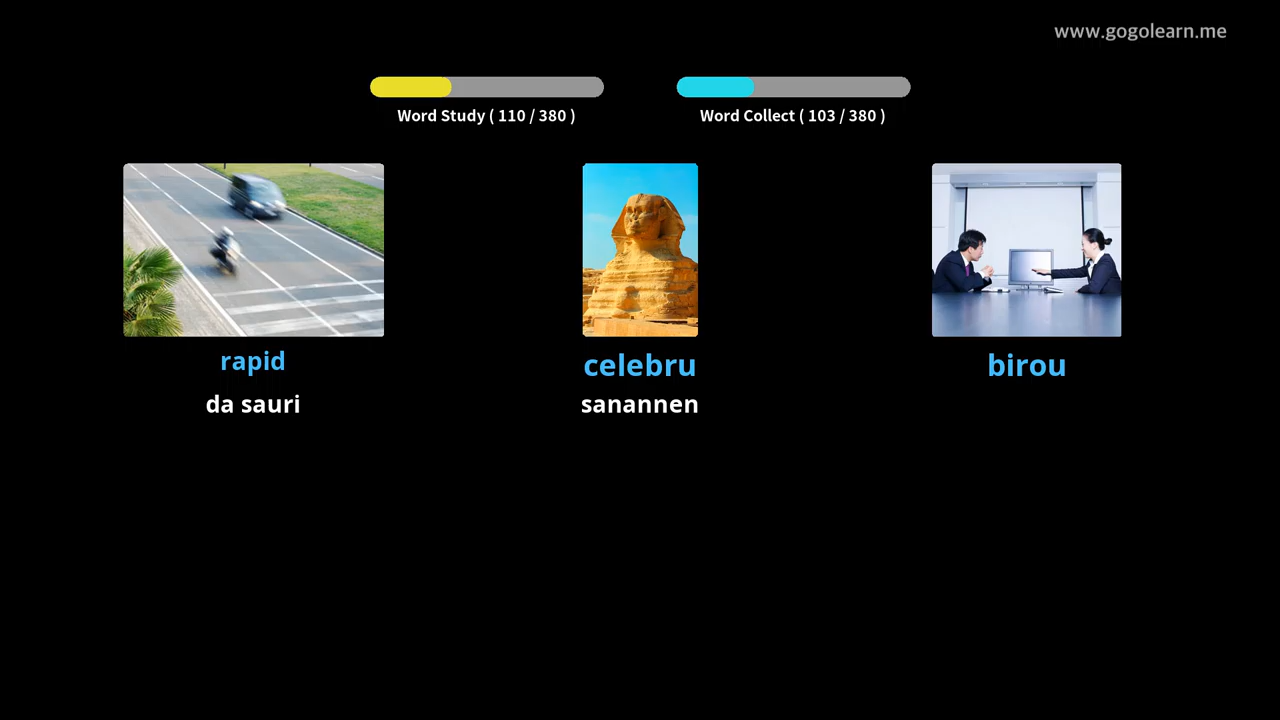 www.gogolearn.me
Word Study ( 110 / 380 )
Word Collect ( 103 / 380 )
rapid
da sauri
celebru
sanannen
birou